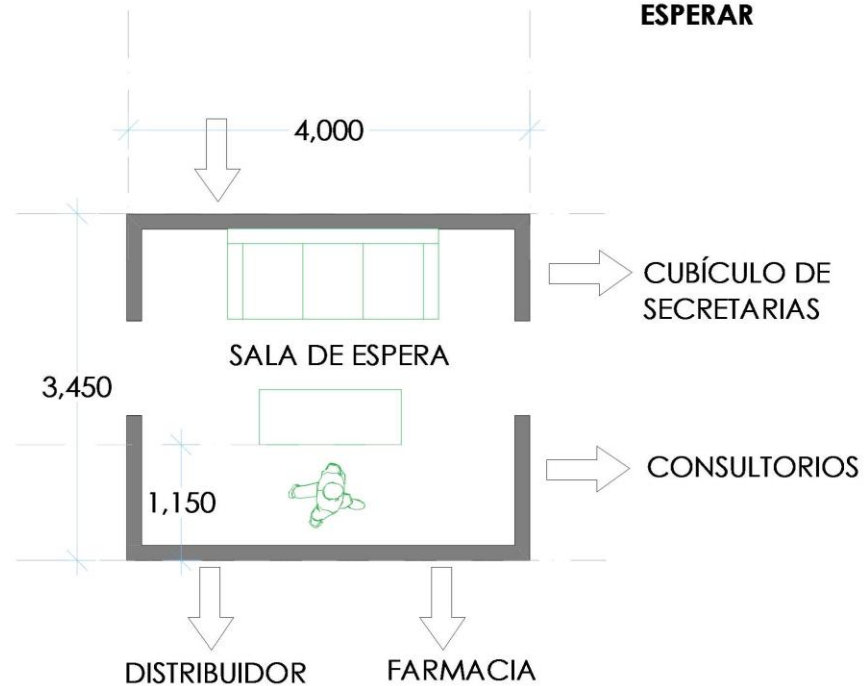 ESPERAR
4,000
CUBÍCULO DE
SECRETARIAS
SALA DE ESPERA
3,450
CONSULTORIOS
1,150
DISTRIBUIDOR
FARMACIA